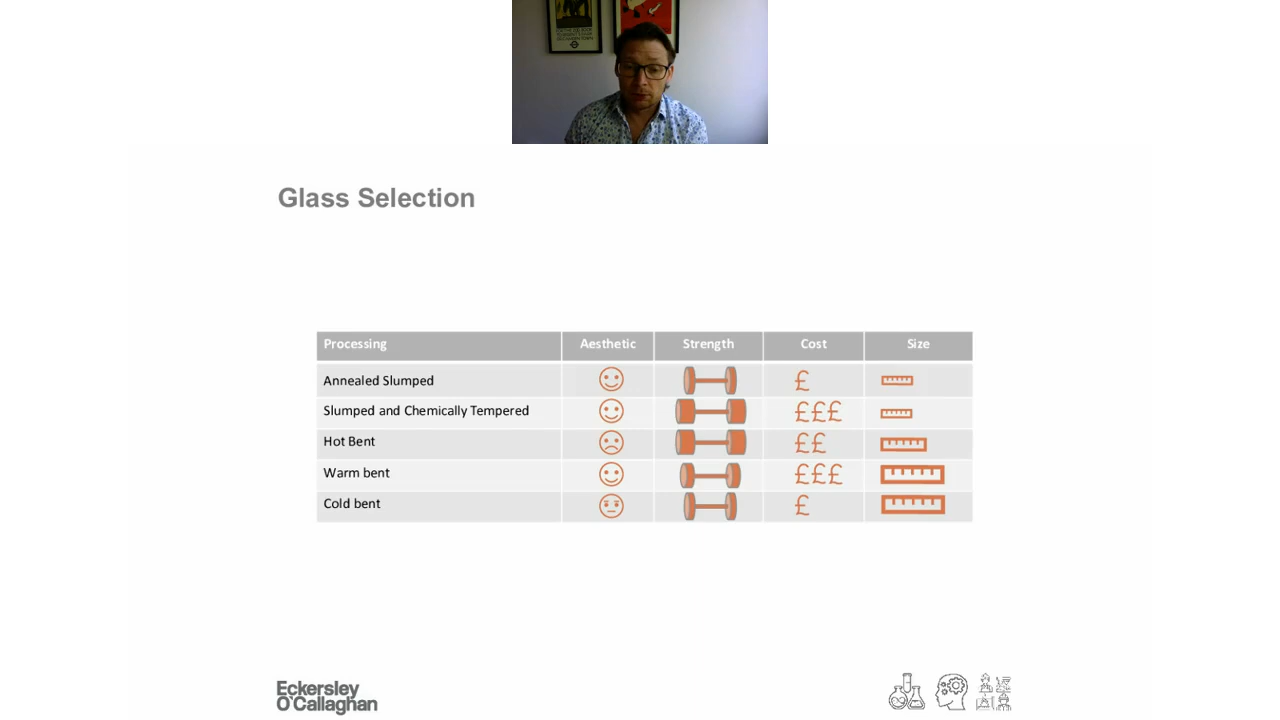 Glass Selection
Processing Aesthetic Strength Cost Size
Annealed Slumped £
Slumped and Chemically Tempered £££
Hot Bent ££
Warm bent £££
Cold bent £
Eckersley
O'Callaghan